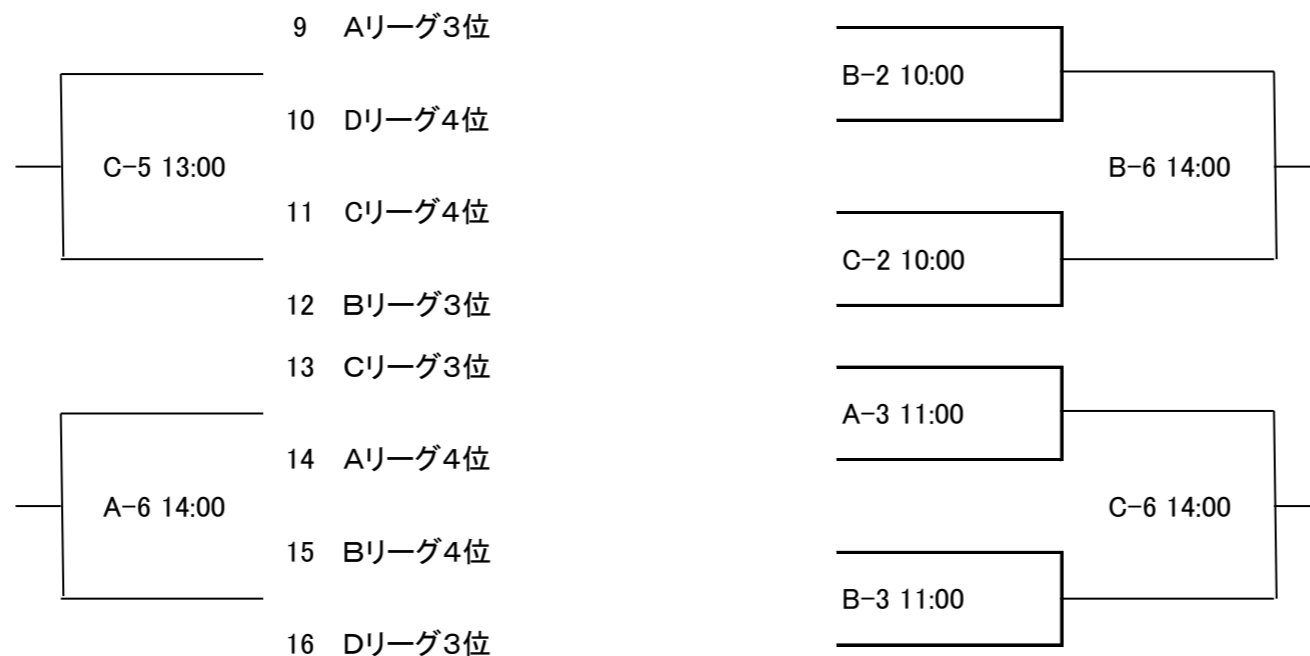 9 Aリーグ3位
B-2 10:00
10 Dリーグ4位
C-5 13:00
B-6 14:00
11 Cリーグ4位
C-2 10:00
12 Bリーグ3位
13 Cリーグ3位
A-3 11:00
14 Aリーグ4位
A-6 14:00
C-6 14:00
15 Bリーグ4位
B-3 11:00
16 Dリーグ3位